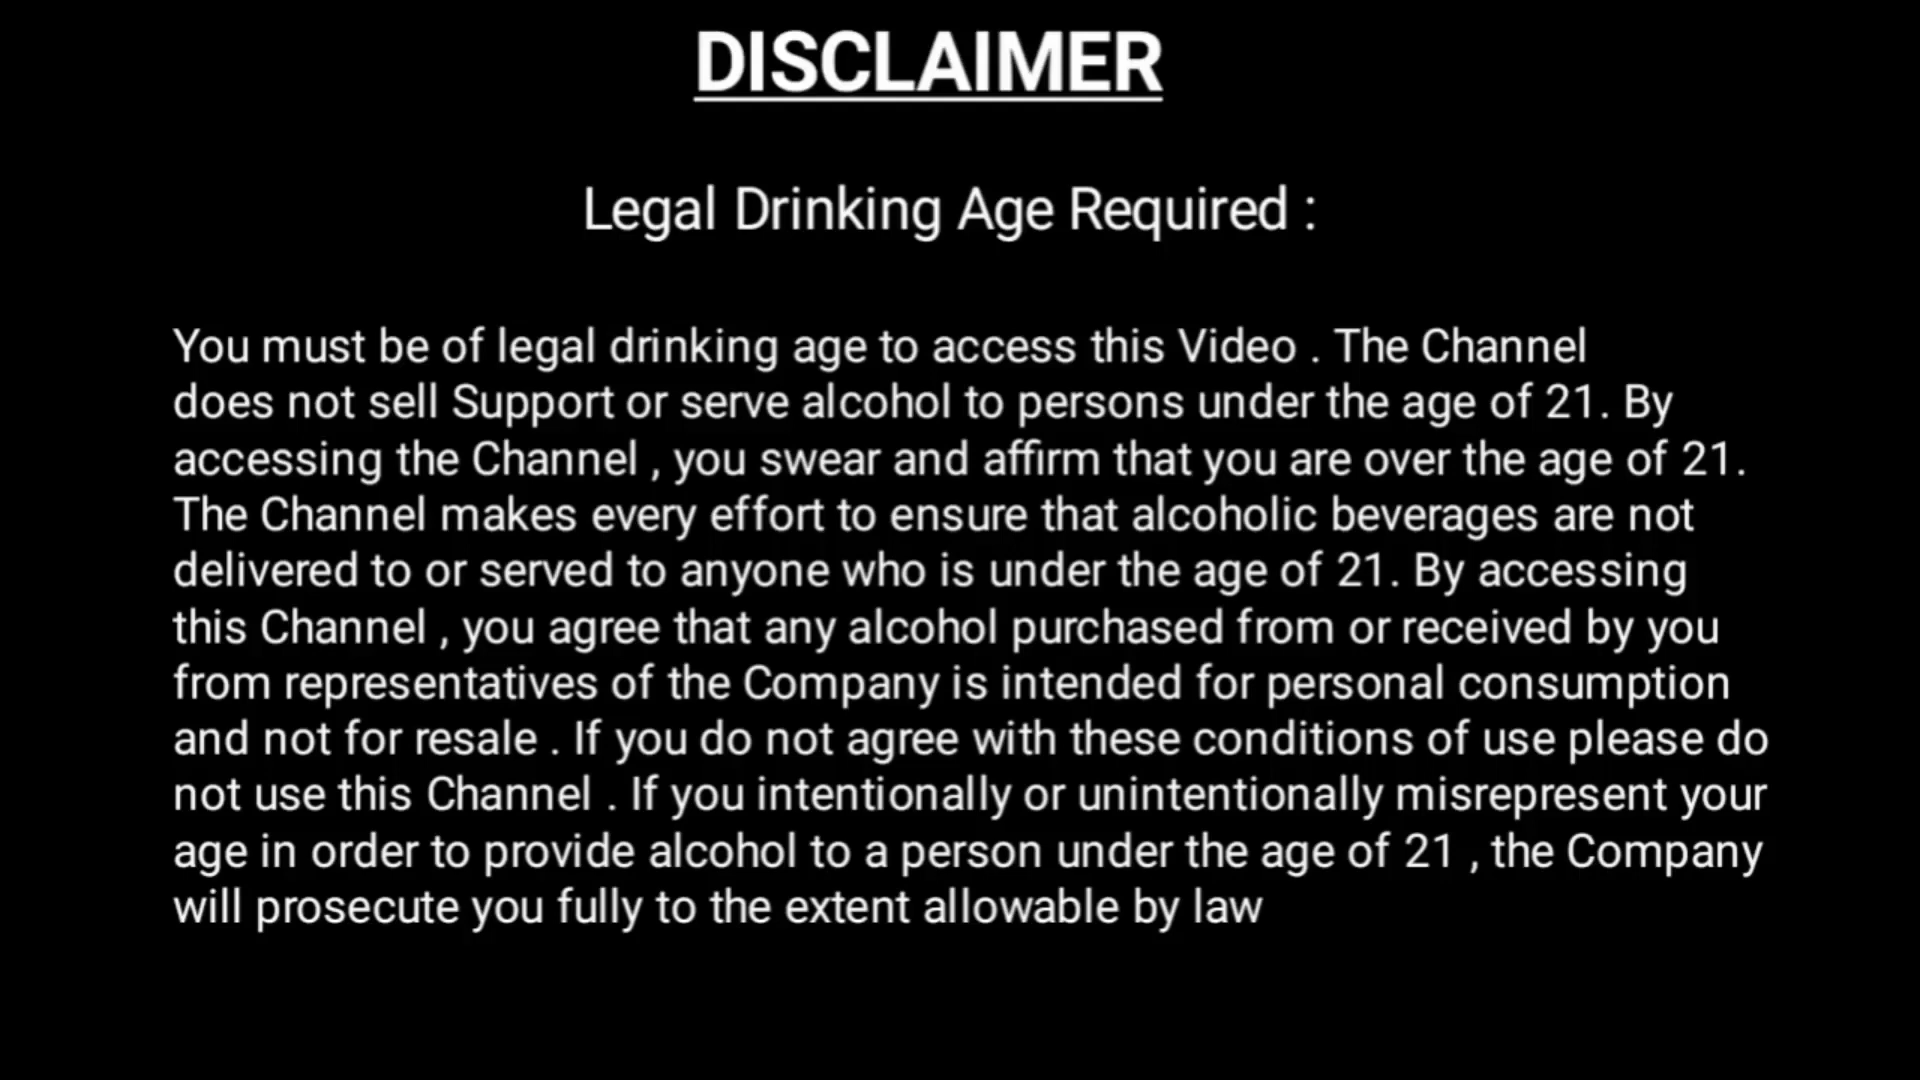 DISCLAIMER
Legal Drinking Age Required :
You must be of legal drinking age to access this Video . The Channel
does not sell Support or serve alcohol to persons under the age of 21. By
accessing the Channel , you swear and affirm that you are over the age of 21.
The Channel makes every effort to ensure that alcoholic beverages are not
delivered to or served to anyone who is under the age of 21. By accessing
this Channel , you agree that any alcohol purchased from or received by you
from representatives of the Company is intended for personal consumption
and not for resale . If you do not agree with these conditions of use please do
not use this Channel . If you intentionally or unintentionally misrepresent your
age in order to provide alcohol to a person under the age of 21 , the Company
will prosecute you fully to the extent allowable by law